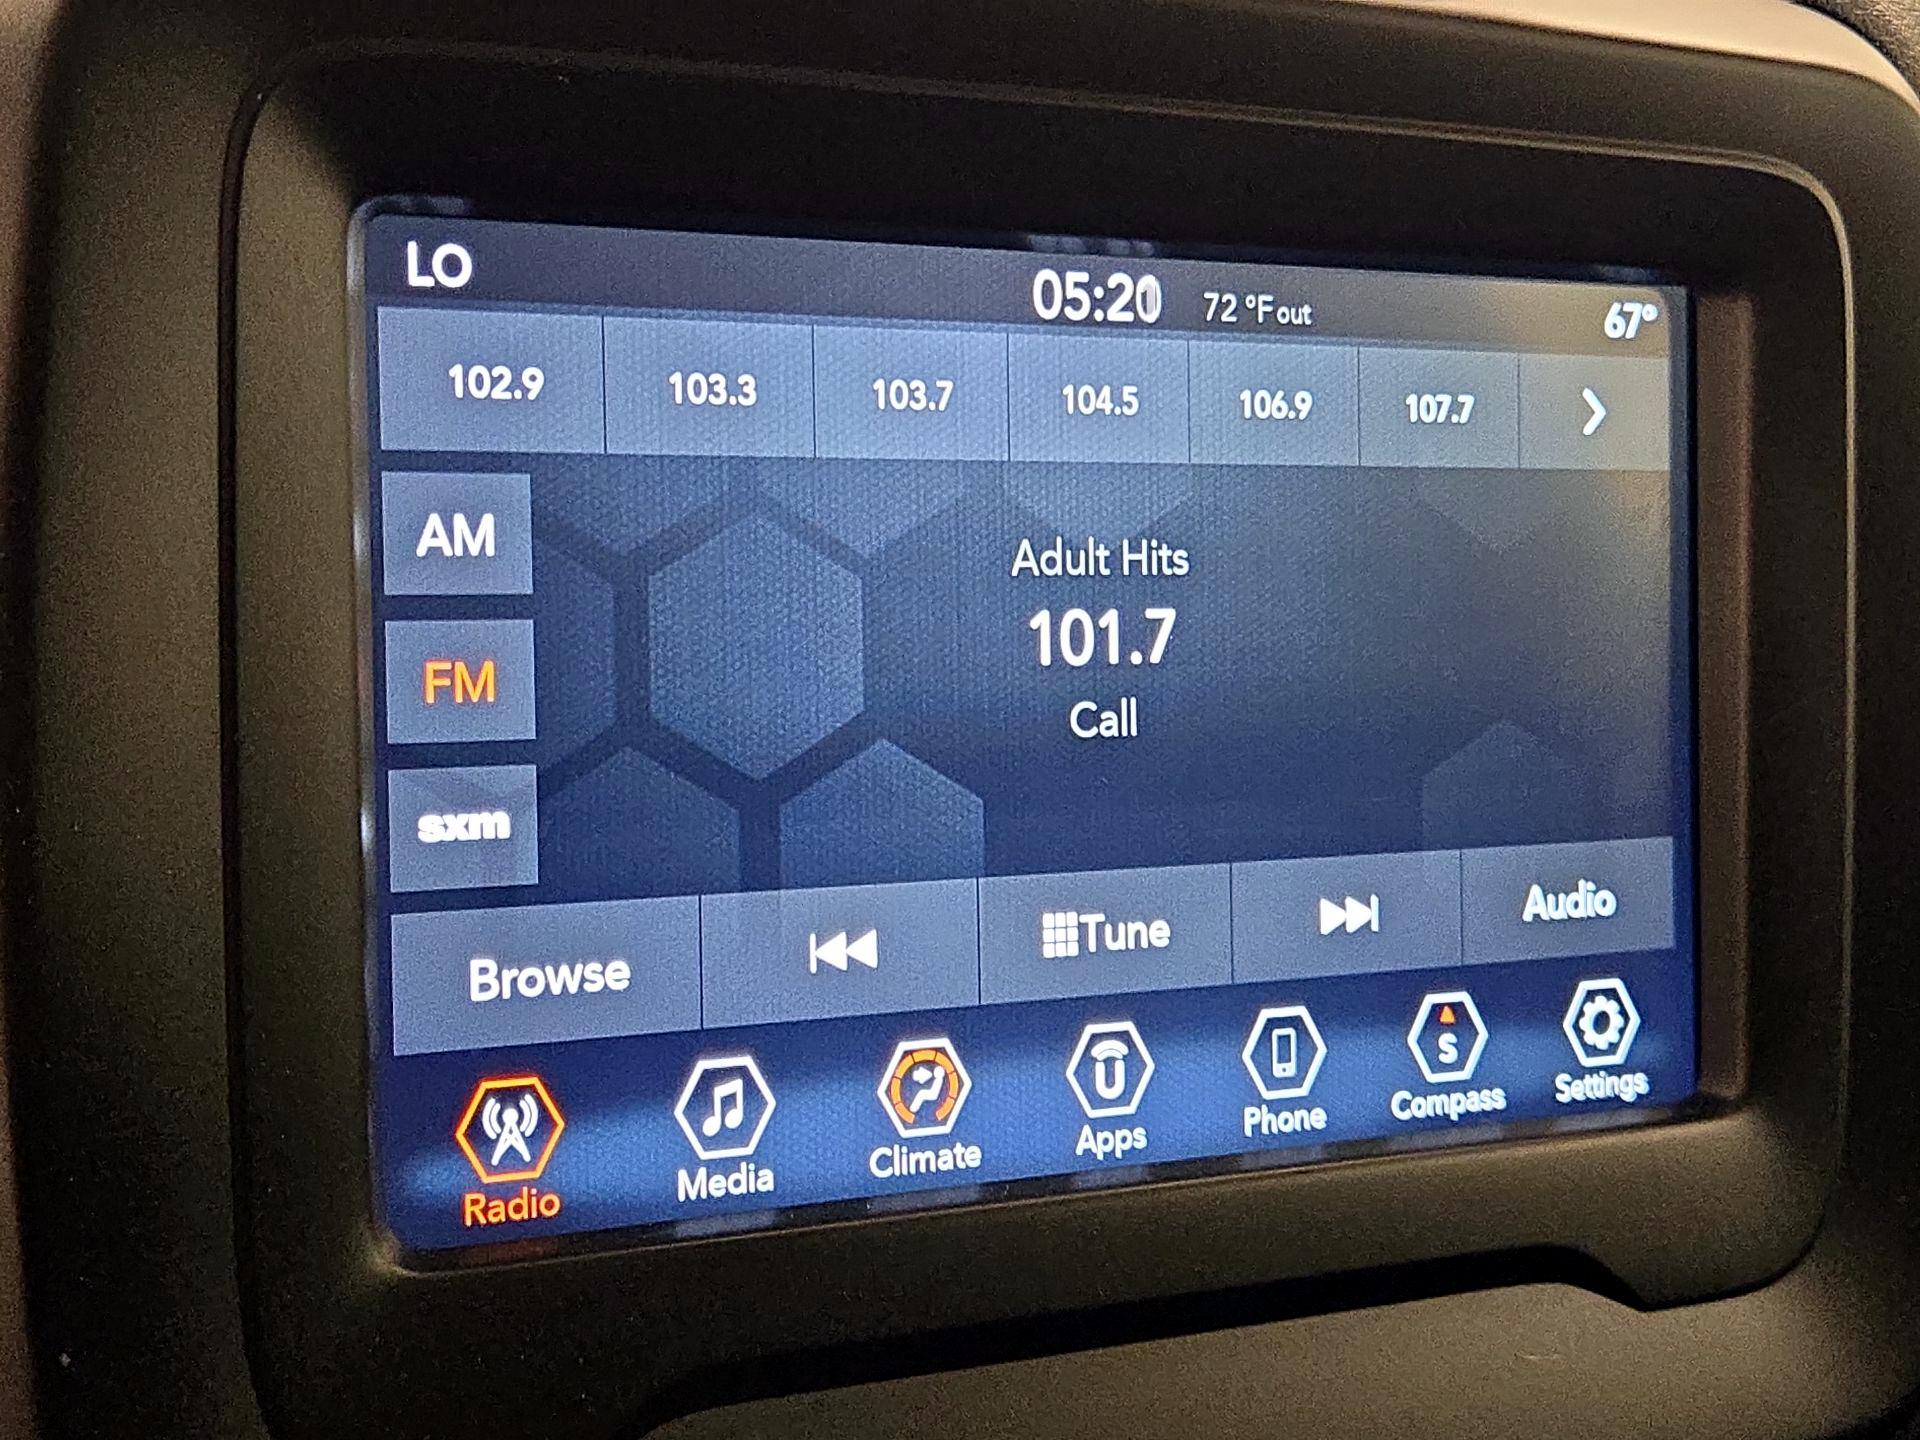 LO 05:20 72 °F out 67°
102.9 103.3 103.7 104.5 106.9 107.7
AM
Adult Hits
101.7
FM
Call
sxm
Browse Tune Audio
S
Radio Media Climate Apps Phone Compass Settings